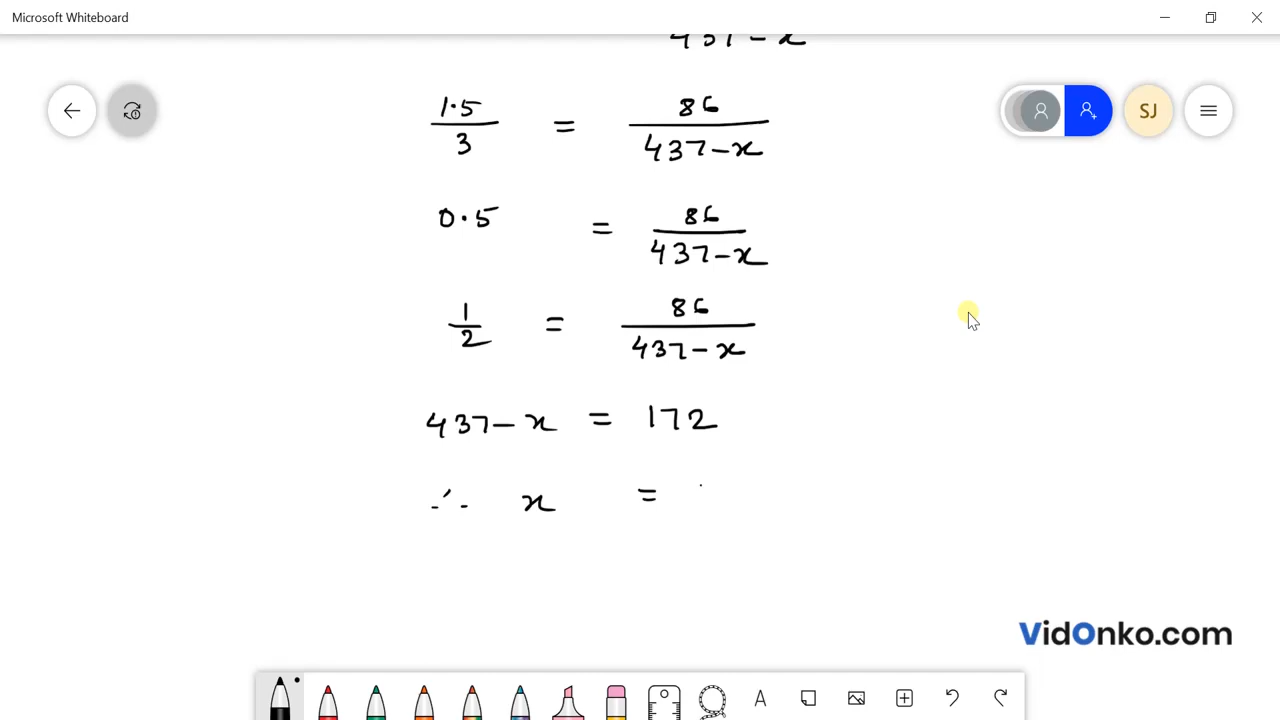 Microsoft Whiteboard
437-x
1.5/3 = 86/437-x
SJ
0.5 = 86/437-x
1/2 = 86/437-x
437-x = 172
∴ x =
VidOnko.com
A